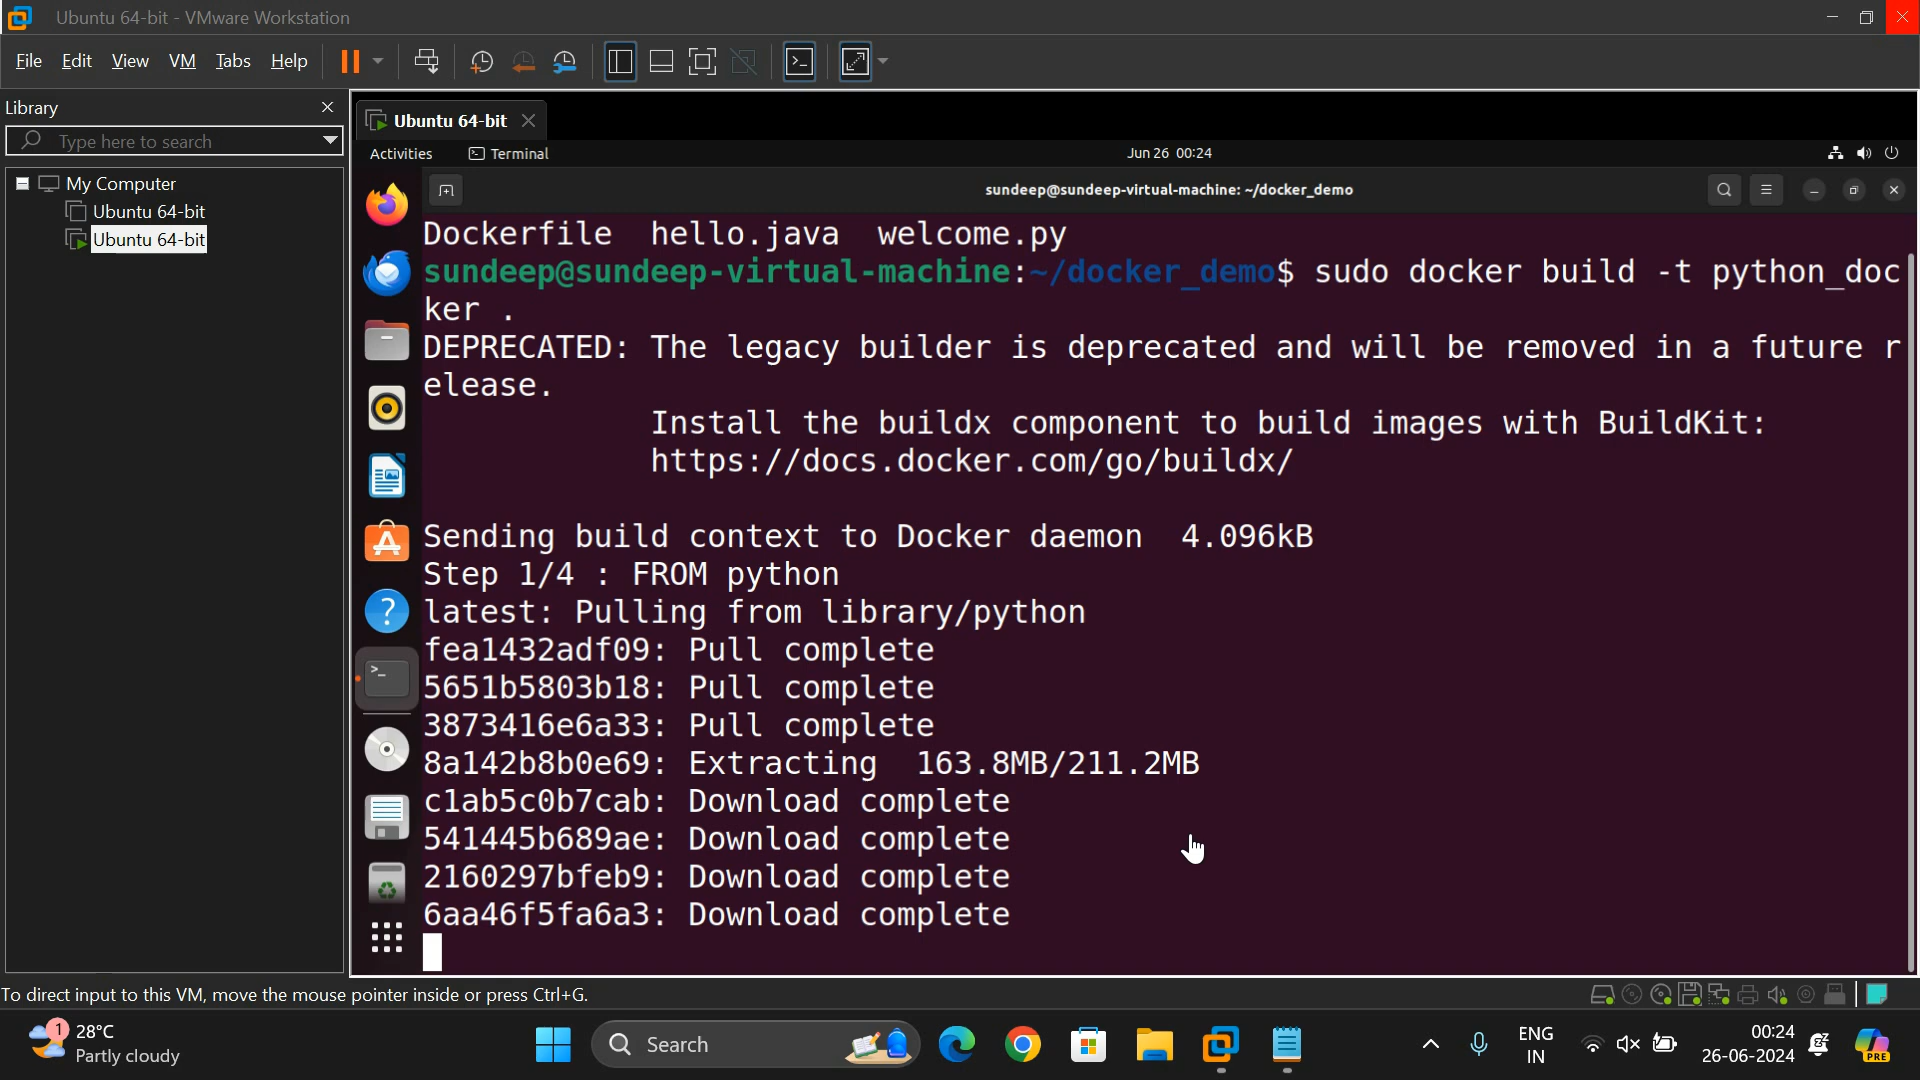 Ubuntu 64-bit - VMware Workstation
File Edit View VM Tabs Help
Library
Type here to search
My Computer
Ubuntu 64-bit
Ubuntu 64-bit
Ubuntu 64-bit
Activities Terminal Jun 26 00:24
sundeep@sundeep-virtual-machine: ~/docker_demo
Dockerfile hello.java welcome.py
sundeep@sundeep-virtual-machine:~/docker_demo$ sudo docker build -t python_doc
ker .
DEPRECATED: The legacy builder is deprecated and will be removed in a future r
elease.
Install the buildx component to build images with BuildKit:
https://docs.docker.com/go/buildx/
Sending build context to Docker daemon 4.096kB
Step 1/4 : FROM python
latest: Pulling from library/python
fea1432adf09: Pull complete
5651b5803b18: Pull complete
3873416e6a33: Pull complete
8a142b8b0e69: Extracting 163.8MB/211.2MB
c1ab5c0b7cab: Download complete
541445b689ae: Download complete
2160297bfeb9: Download complete
6aa46f5fa6a3: Download complete
To direct input to this VM, move the mouse pointer inside or press Ctrl+G.
1 28°C
Partly cloudy
Search
ENG
IN
00:24
26-06-2024
PRE